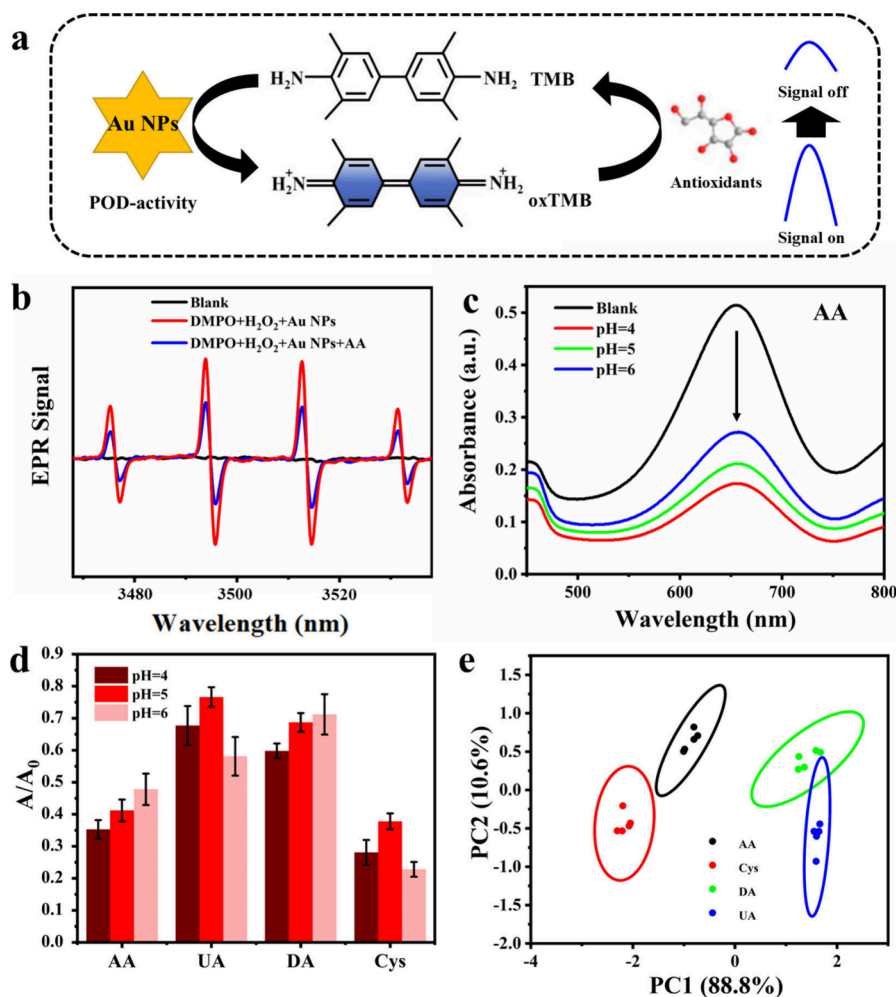 a
Au NPs
POD-activity
H₂N
NH₂ TMB
H₂N⁺
NH₂⁺
oxTMB
Antioxidants
Signal off
Signal on
b
Blank
DMPO+H₂O₂+Au NPs
DMPO+H₂O₂+Au NPs+AA
EPR Signal
3480 3500 3520
Wavelength (nm)
c
AA
Blank
pH=4
pH=5
pH=6
Absorbance (a.u.)
0.5
0.4
0.3
0.2
0.1
0.0
500 600 700 800
Wavelength (nm)
d
pH=4
pH=5
pH=6
A/A₀
0.9
0.8
0.7
0.6
0.5
0.4
0.3
0.2
0.1
0.0
AA UA DA Cys
e
PC2 (10.6%)
1.5
1.0
0.5
0.0
-0.5
-1.0
-1.5
-2.0
AA
Cys
DA
UA
-4 -2 0 2 4
PC1 (88.8%)